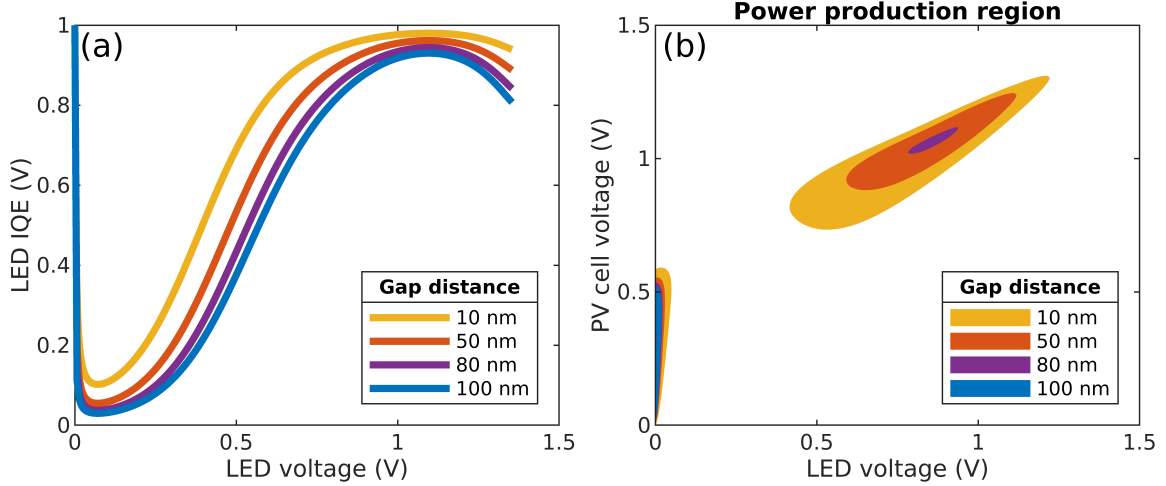 (a)
LED IQE (V)
1
0.8
0.6
0.4
0.2
0
0
0.5
1
1.5
LED voltage (V)
Gap distance
10 nm
50 nm
80 nm
100 nm
Power production region
(b)
PV cell voltage (V)
1.5
1
0.5
0
0
0.5
1
1.5
LED voltage (V)
Gap distance
10 nm
50 nm
80 nm
100 nm